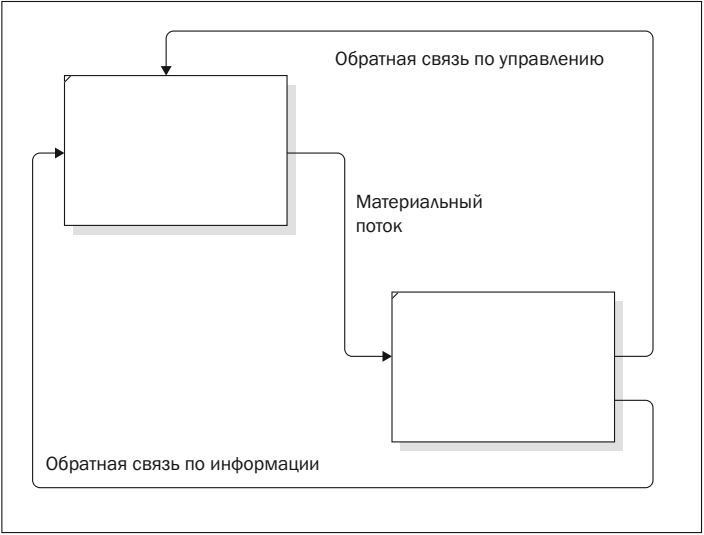 Обратная связь по управлению
Материальный
поток
Обратная связь по информации